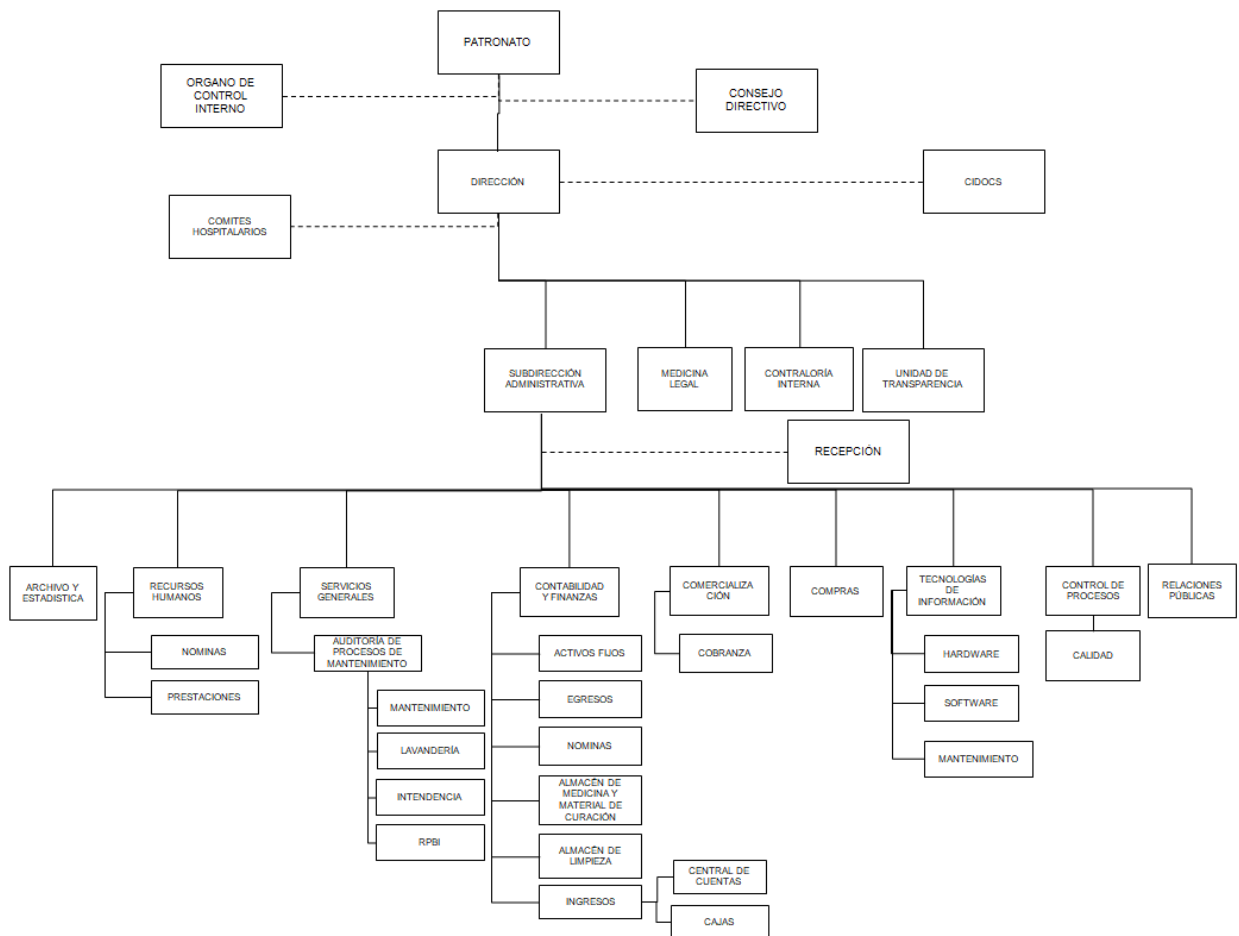 PATRONATO
ORGANO DE
CONTROL
INTERNO
CONSEJO
DIRECTIVO
DIRECCIÓN
CIDOCS
COMITES
HOSPITALARIOS
SUBDIRECCIÓN
ADMINISTRATIVA
MEDICINA
LEGAL
CONTRALORÍA
INTERNA
UNIDAD DE
TRANSPARENCIA
RECEPCIÓN
ARCHIVO Y
ESTADISTICA
RECURSOS
HUMANOS
SERVICIOS
GENERALES
CONTABILIDAD
Y FINANZAS
COMERCIALIZA
CIÓN
COMPRAS
TECNOLOGÍAS
DE
INFORMACIÓN
CONTROL DE
PROCESOS
RELACIONES
PÚBLICAS
NOMINAS
PRESTACIONES
AUDITORÍA DE
PROCESOS DE
MANTENIMIENTO
MANTENIMIENTO
LAVANDERÍA
INTENDENCIA
RPBI
ACTIVOS FIJOS
EGRESOS
NOMINAS
ALMACÉN DE
MEDICINA Y
MATERIAL DE
CURACIÓN
ALMACÉN DE
LIMPIEZA
INGRESOS
CENTRAL DE
CUENTAS
CAJAS
COBRANZA
HARDWARE
SOFTWARE
MANTENIMIENTO
CALIDAD